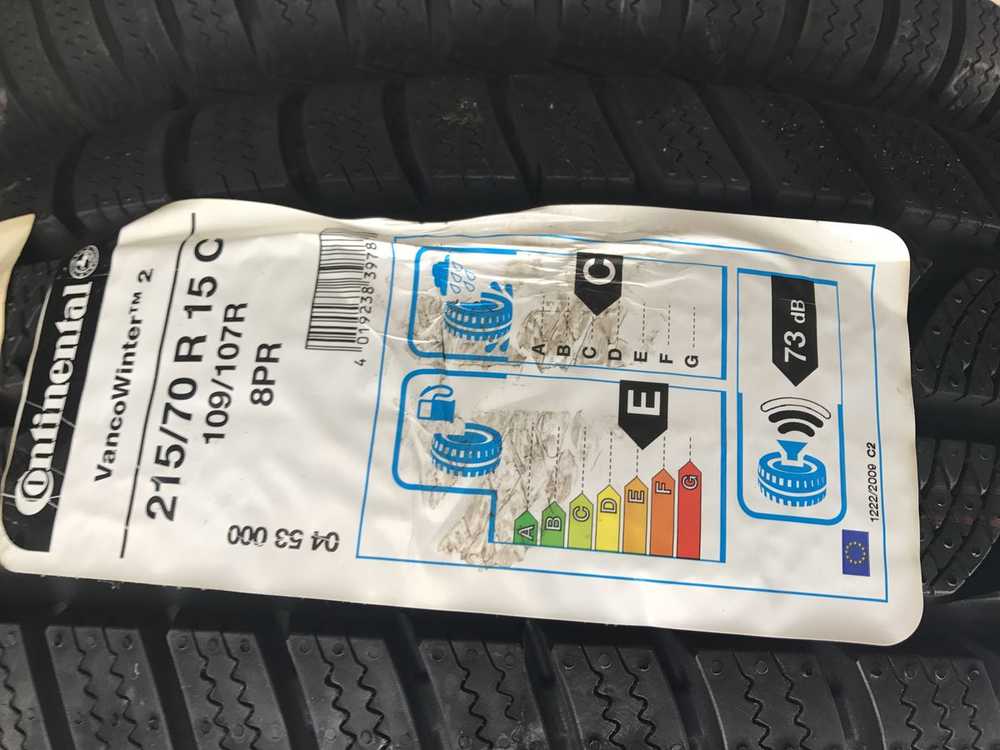 Continental
VancoWinter™ 2
215/70 R 15 C
109/107R
8PR
4 019238 393978
04 53 000
A
B
C
D
E
F
G
E
A
B
C
D
E
F
G
C
73 dB
1222/2009 C2